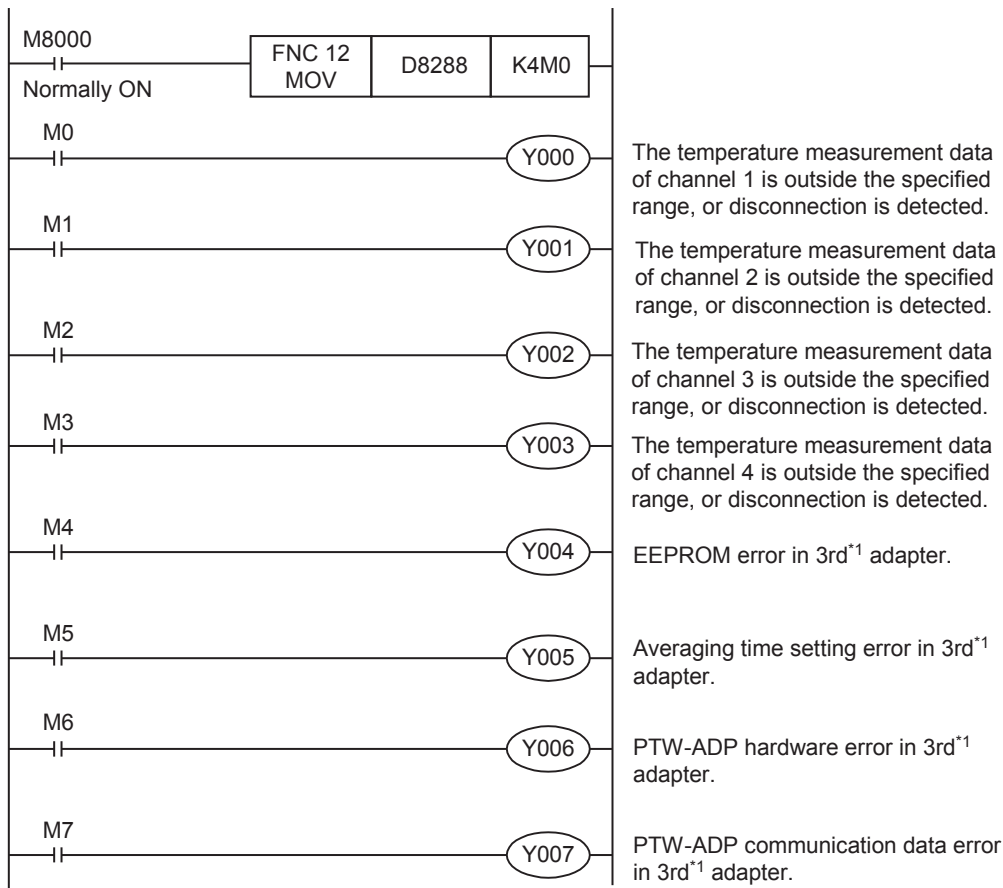 M8000
Normally ON
FNC 12
MOV
D8288
K4M0
M0
Y000
The temperature measurement data
of channel 1 is outside the specified
range, or disconnection is detected.
M1
Y001
The temperature measurement data
of channel 2 is outside the specified
range, or disconnection is detected.
M2
Y002
The temperature measurement data
of channel 3 is outside the specified
range, or disconnection is detected.
M3
Y003
The temperature measurement data
of channel 4 is outside the specified
range, or disconnection is detected.
M4
Y004
EEPROM error in 3rd*1 adapter.
M5
Y005
Averaging time setting error in 3rd*1
adapter.
M6
Y006
PTW-ADP hardware error in 3rd*1
adapter.
M7
Y007
PTW-ADP communication data error
in 3rd*1 adapter.